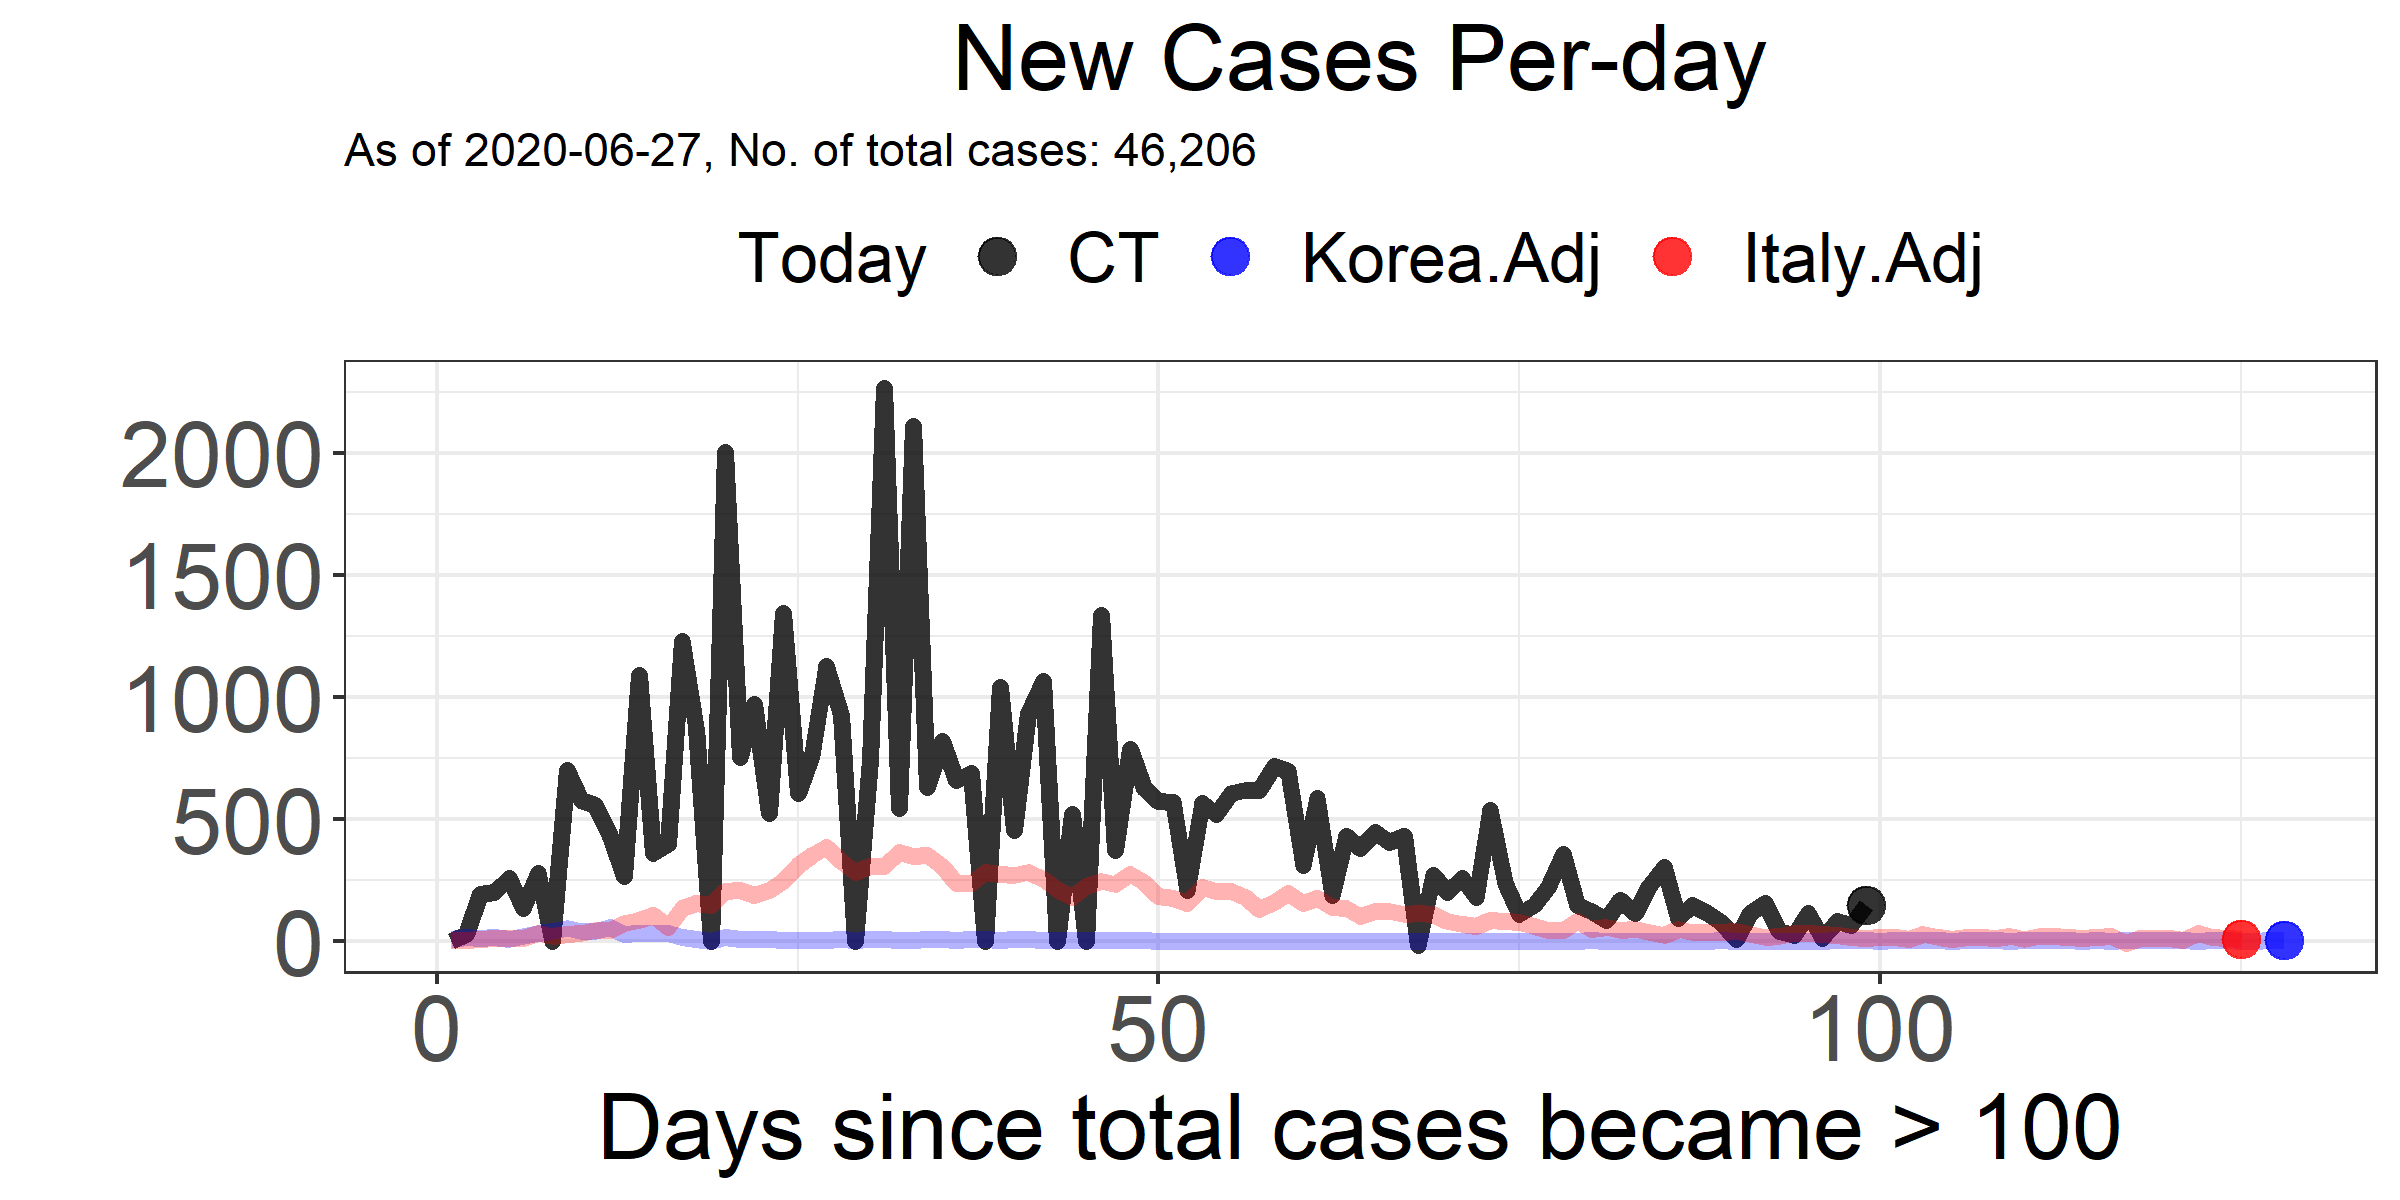 New Cases Per-day
As of 2020-06-27, No. of total cases: 46,206
Today CT Korea.Adj Italy.Adj
2000
1500
1000
500
0
0 50 100
Days since total cases became > 100